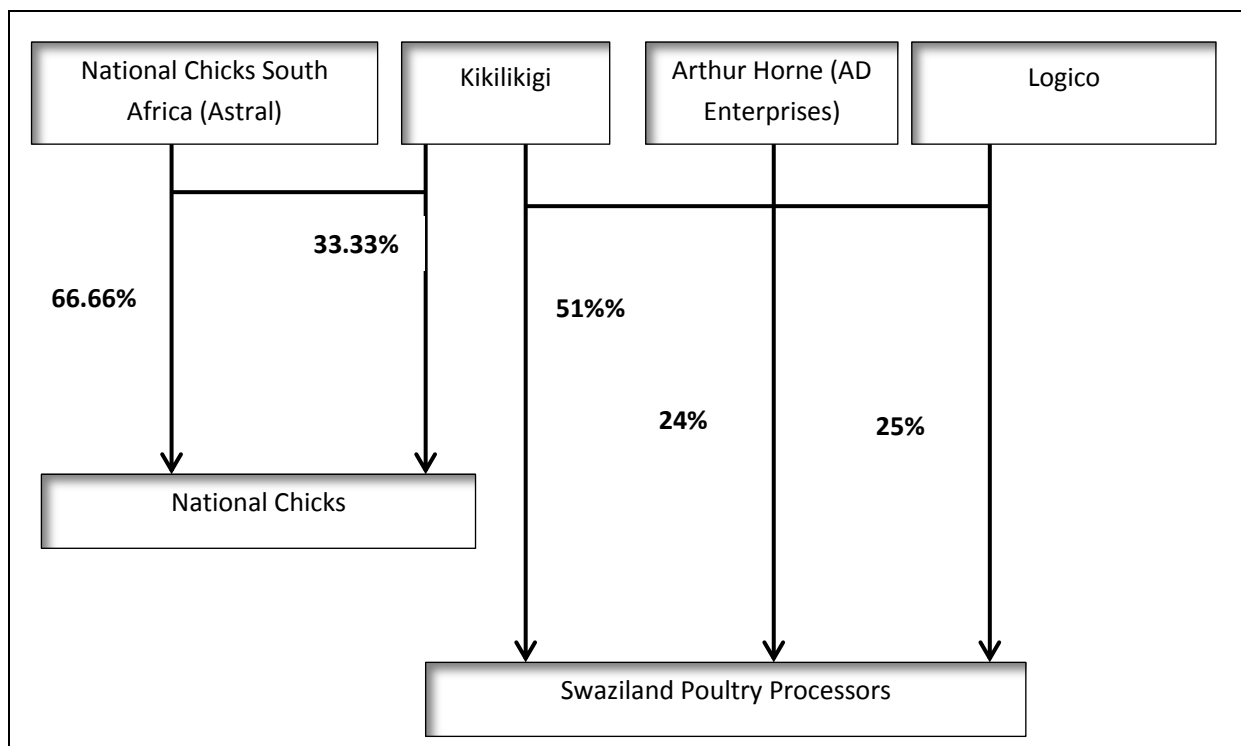 National Chicks South
Africa (Astral)
Kikilikigi
Arthur Horne (AD
Enterprises)
Logico
33.33%
66.66%
51%%
24%
25%
National Chicks
Swaziland Poultry Processors